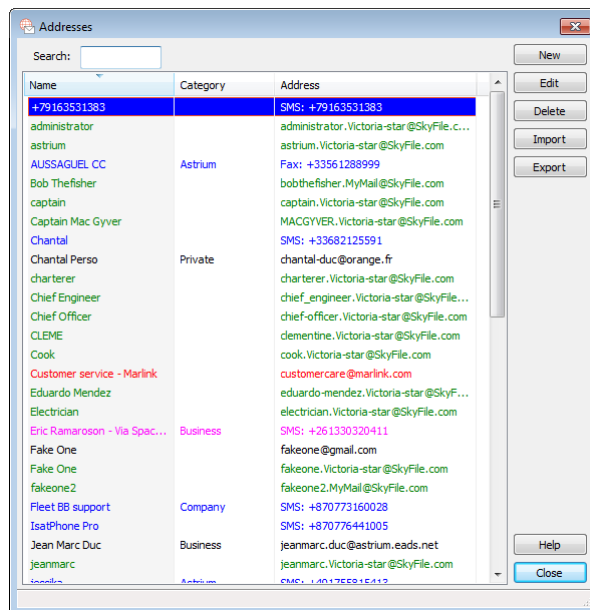 Addresses
Search:
New
Name Category Address
Edit
+79163531383 SMS: +79163531383
Delete
administrator administrator.Victoria-star@SkyFile.c...
astrium astrium.Victoria-star@SkyFile.com
Import
AUSSAGUEL CC Astrium Fax: +33561288999
Export
Bob Thefisher bobthefisher.MyMail@SkyFile.com
captain captain.Victoria-star@SkyFile.com
Captain Mac Gyver MACGYVER.Victoria-star@SkyFile.com
Chantal SMS: +33682125591
Chantal Perso Private chantal-duc@orange.fr
charterer charterer.Victoria-star@SkyFile.com
Chief Engineer chief_engineer.Victoria-star@SkyFile...
Chief Officer chief-officer.Victoria-star@SkyFile.com
CLEME clementine.Victoria-star@SkyFile.com
Cook cook.Victoria-star@SkyFile.com
Customer service - Marlink customercare@marlink.com
Eduardo Mendez eduardo-mendez.Victoria-star@SkyF...
Electrician electrician.Victoria-star@SkyFile.com
Eric Ramaroson - Via Spac... Business SMS: +261330320411
Fake One fakeone@gmail.com
Fake One fakeone.Victoria-star@SkyFile.com
fakeone2 fakeone2.MyMail@SkyFile.com
Fleet BB support Company SMS: +870773160028
IsatPhone Pro SMS: +870776441005
Jean Marc Duc Business jeanmarc.duc@astrium.eads.net
Help
jeanmarc jeanmarc.Victoria-star@SkyFile.com
Close
jessika Astrium SMS: +491755815413